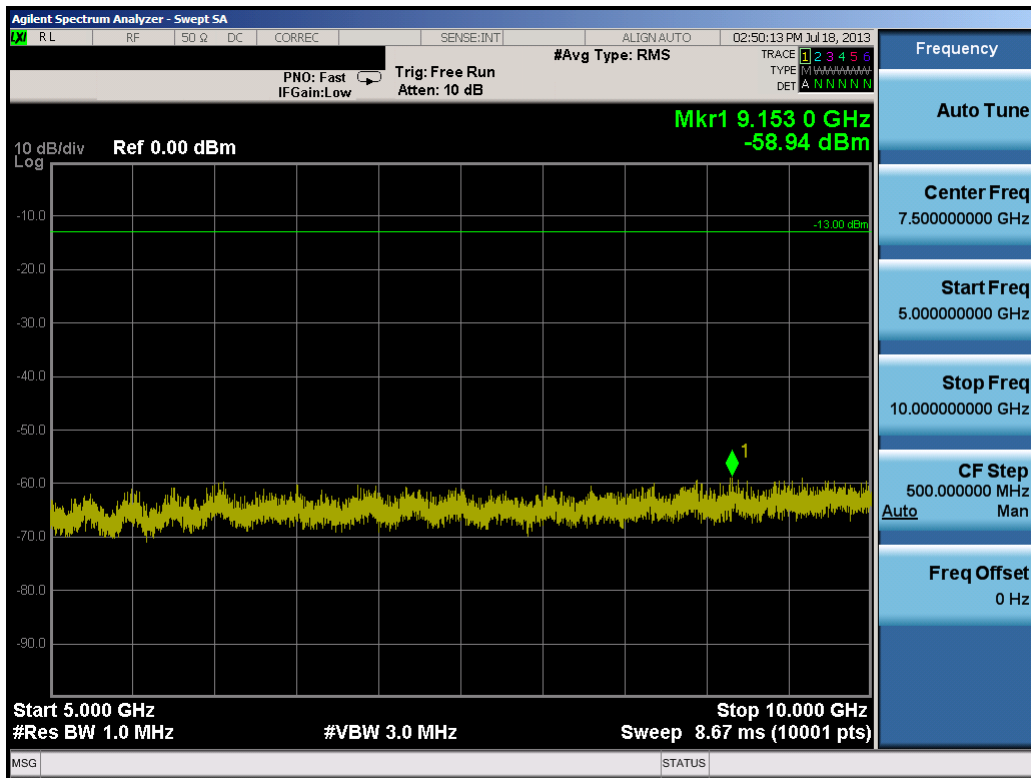 Agilent Spectrum Analyzer - Swept SA
LXI RL RF 50 Ω DC CORREC SENSE:INT ALIGN AUTO 02:50:13 PM Jul 18, 2013
PNO: Fast
IFGain:Low
Trig: Free Run
Atten: 10 dB
#Avg Type: RMS
TRACE 1 2 3 4 5 6
TYPE M WWWWW
DET A N N N N N
Mkr1 9.153 0 GHz
-58.94 dBm
10 dB/div Ref 0.00 dBm
Log
-10.0
-13.00 dBm
-20.0
-30.0
-40.0
-50.0
1
-60.0
-70.0
-80.0
-90.0
Start 5.000 GHz Stop 10.000 GHz
#Res BW 1.0 MHz #VBW 3.0 MHz Sweep 8.67 ms (10001 pts)
MSG STATUS
Frequency
Auto Tune
Center Freq
7.500000000 GHz
Start Freq
5.000000000 GHz
Stop Freq
10.000000000 GHz
CF Step
500.000000 MHz
Auto Man
Freq Offset
0 Hz